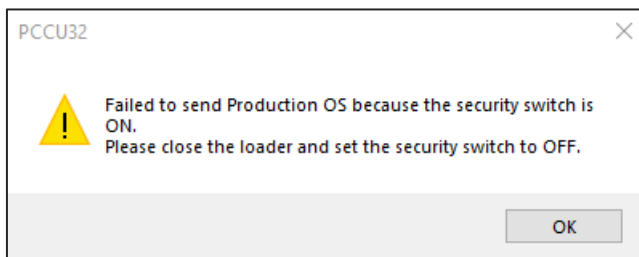 PCCU32
Failed to send Production OS because the security switch is
ON.
Please close the loader and set the security switch to OFF.
OK